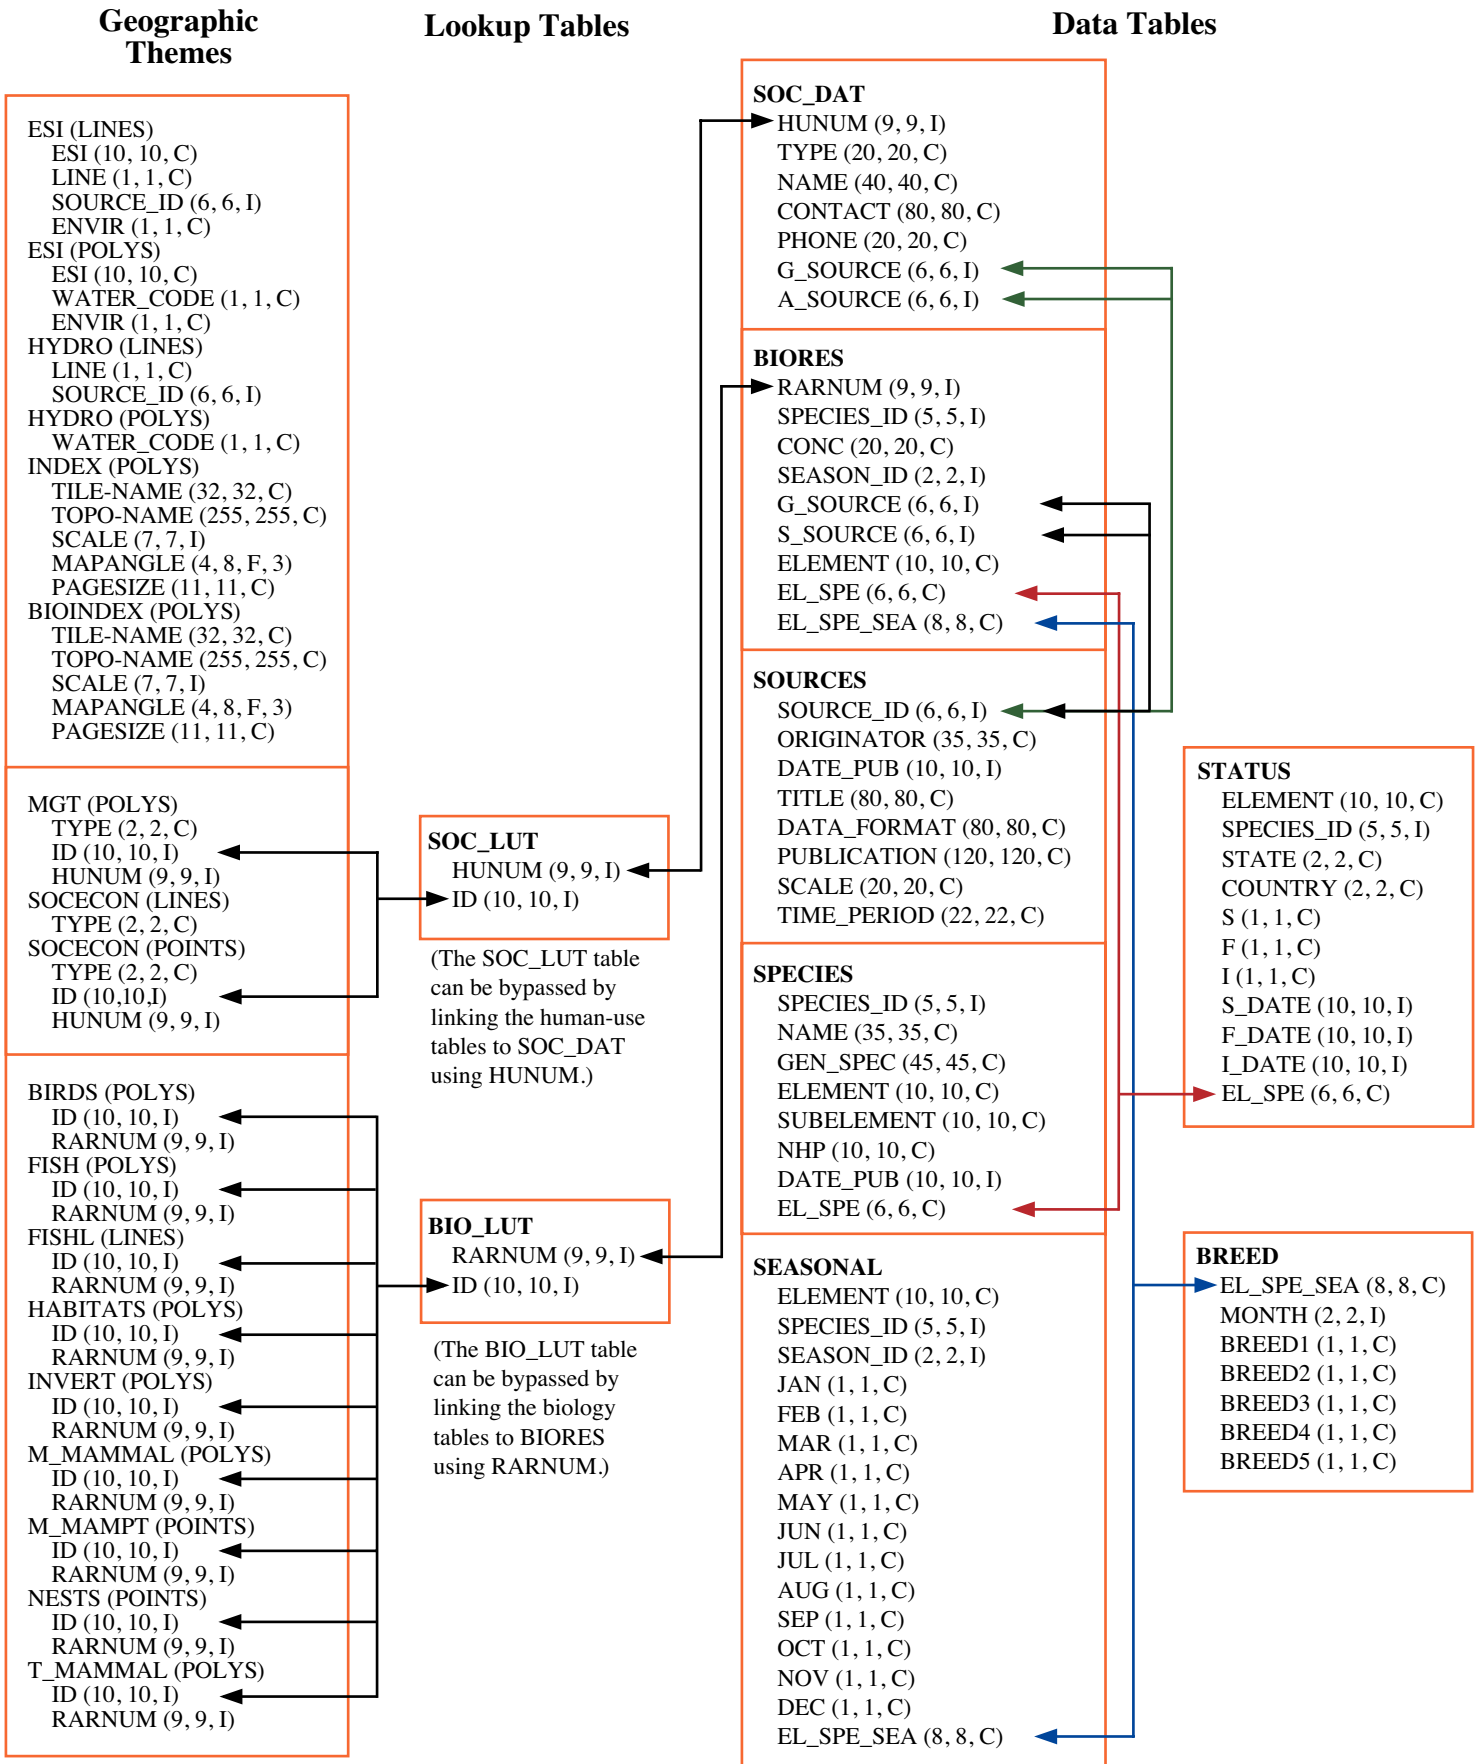 Geographic
Themes
Lookup Tables
Data Tables
ESI (LINES)
ESI (10, 10, C)
LINE (1, 1, C)
SOURCE_ID (6, 6, I)
ENVIR (1, 1, C)
ESI (POLYS)
ESI (10, 10, C)
WATER_CODE (1, 1, C)
ENVIR (1, 1, C)
HYDRO (LINES)
LINE (1, 1, C)
SOURCE_ID (6, 6, I)
HYDRO (POLYS)
WATER_CODE (1, 1, C)
INDEX (POLYS)
TILE-NAME (32, 32, C)
TOPO-NAME (255, 255, C)
SCALE (7, 7, I)
MAPANGLE (4, 8, F, 3)
PAGESIZE (11, 11, C)
BIOINDEX (POLYS)
TILE-NAME (32, 32, C)
TOPO-NAME (255, 255, C)
SCALE (7, 7, I)
MAPANGLE (4, 8, F, 3)
PAGESIZE (11, 11, C)
MGT (POLYS)
TYPE (2, 2, C)
ID (10, 10, I)
HUNUM (9, 9, I)
SOCECON (LINES)
TYPE (2, 2, C)
SOCECON (POINTS)
TYPE (2, 2, C)
ID (10,10,I)
HUNUM (9, 9, I)
BIRDS (POLYS)
ID (10, 10, I)
RARNUM (9, 9, I)
FISH (POLYS)
ID (10, 10, I)
RARNUM (9, 9, I)
FISHL (LINES)
ID (10, 10, I)
RARNUM (9, 9, I)
HABITATS (POLYS)
ID (10, 10, I)
RARNUM (9, 9, I)
INVERT (POLYS)
ID (10, 10, I)
RARNUM (9, 9, I)
M_MAMMAL (POLYS)
ID (10, 10, I)
RARNUM (9, 9, I)
M_MAMPT (POINTS)
ID (10, 10, I)
RARNUM (9, 9, I)
NESTS (POINTS)
ID (10, 10, I)
RARNUM (9, 9, I)
T_MAMMAL (POLYS)
ID (10, 10, I)
RARNUM (9, 9, I)
SOC_LUT
HUNUM (9, 9, I)
ID (10, 10, I)
(The SOC_LUT table
can be bypassed by
linking the human-use
tables to SOC_DAT
using HUNUM.)
BIO_LUT
RARNUM (9, 9, I)
ID (10, 10, I)
(The BIO_LUT table
can be bypassed by
linking the biology
tables to BIORES
using RARNUM.)
SOC_DAT
HUNUM (9, 9, I)
TYPE (20, 20, C)
NAME (40, 40, C)
CONTACT (80, 80, C)
PHONE (20, 20, C)
G_SOURCE (6, 6, I)
A_SOURCE (6, 6, I)
BIORES
RARNUM (9, 9, I)
SPECIES_ID (5, 5, I)
CONC (20, 20, C)
SEASON_ID (2, 2, I)
G_SOURCE (6, 6, I)
S_SOURCE (6, 6, I)
ELEMENT (10, 10, C)
EL_SPE (6, 6, C)
EL_SPE_SEA (8, 8, C)
SOURCES
SOURCE_ID (6, 6, I)
ORIGINATOR (35, 35, C)
DATE_PUB (10, 10, I)
TITLE (80, 80, C)
DATA_FORMAT (80, 80, C)
PUBLICATION (120, 120, C)
SCALE (20, 20, C)
TIME_PERIOD (22, 22, C)
SPECIES
SPECIES_ID (5, 5, I)
NAME (35, 35, C)
GEN_SPEC (45, 45, C)
ELEMENT (10, 10, C)
SUBELEMENT (10, 10, C)
NHP (10, 10, C)
DATE_PUB (10, 10, I)
EL_SPE (6, 6, C)
SEASONAL
ELEMENT (10, 10, C)
SPECIES_ID (5, 5, I)
SEASON_ID (2, 2, I)
JAN (1, 1, C)
FEB (1, 1, C)
MAR (1, 1, C)
APR (1, 1, C)
MAY (1, 1, C)
JUN (1, 1, C)
JUL (1, 1, C)
AUG (1, 1, C)
SEP (1, 1, C)
OCT (1, 1, C)
NOV (1, 1, C)
DEC (1, 1, C)
EL_SPE_SEA (8, 8, C)
STATUS
ELEMENT (10, 10, C)
SPECIES_ID (5, 5, I)
STATE (2, 2, C)
COUNTRY (2, 2, C)
S (1, 1, C)
F (1, 1, C)
I (1, 1, C)
S_DATE (10, 10, I)
F_DATE (10, 10, I)
I_DATE (10, 10, I)
EL_SPE (6, 6, C)
BREED
EL_SPE_SEA (8, 8, C)
MONTH (2, 2, I)
BREED1 (1, 1, C)
BREED2 (1, 1, C)
BREED3 (1, 1, C)
BREED4 (1, 1, C)
BREED5 (1, 1, C)